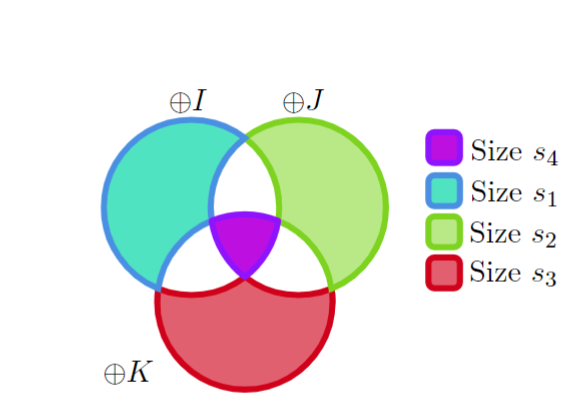 ⊕I
⊕J
Size s₄
Size s₁
Size s₂
Size s₃
⊕K